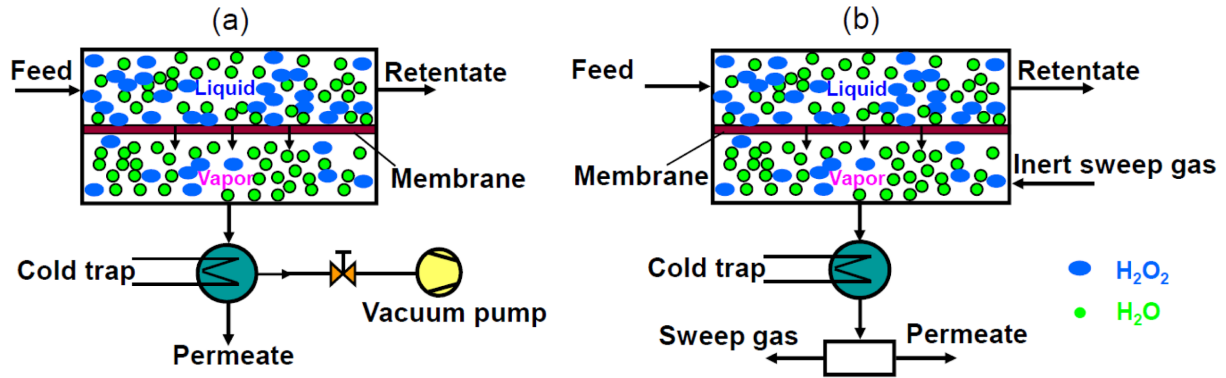 (a)
Feed
Liquid
Retentate
Vapor
Membrane
Cold trap
Vacuum pump
Permeate
(b)
Feed
Liquid
Retentate
Membrane
Vapor
Inert sweep gas
Cold trap
Sweep gas
Permeate
H₂O₂
H₂O